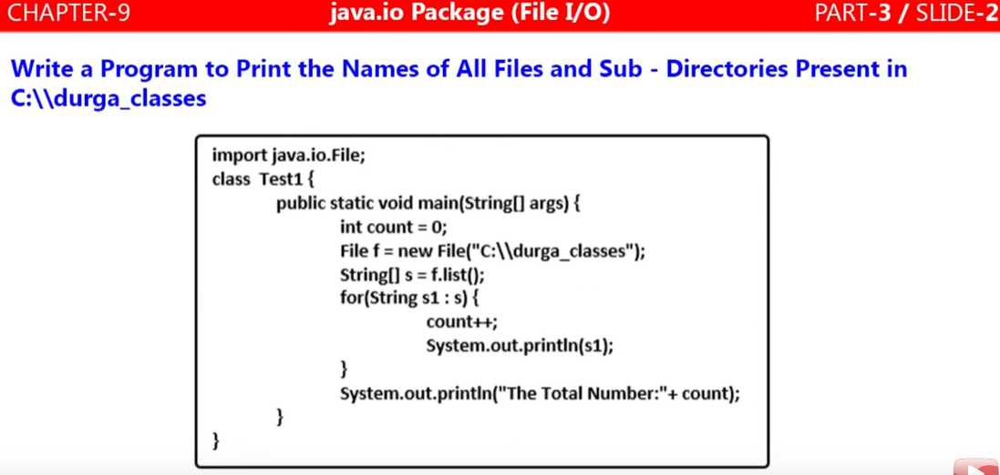 CHAPTER-9 java.io Package (File I/O) PART-3 / SLIDE-2
Write a Program to Print the Names of All Files and Sub - Directories Present in
C:\\durga_classes
import java.io.File;
class Test1 {
public static void main(String[] args) {
int count = 0;
File f = new File("C:\\durga_classes");
String[] s = f.list();
for(String s1 : s) {
count++;
System.out.println(s1);
}
System.out.println("The Total Number:"+ count);
}
}